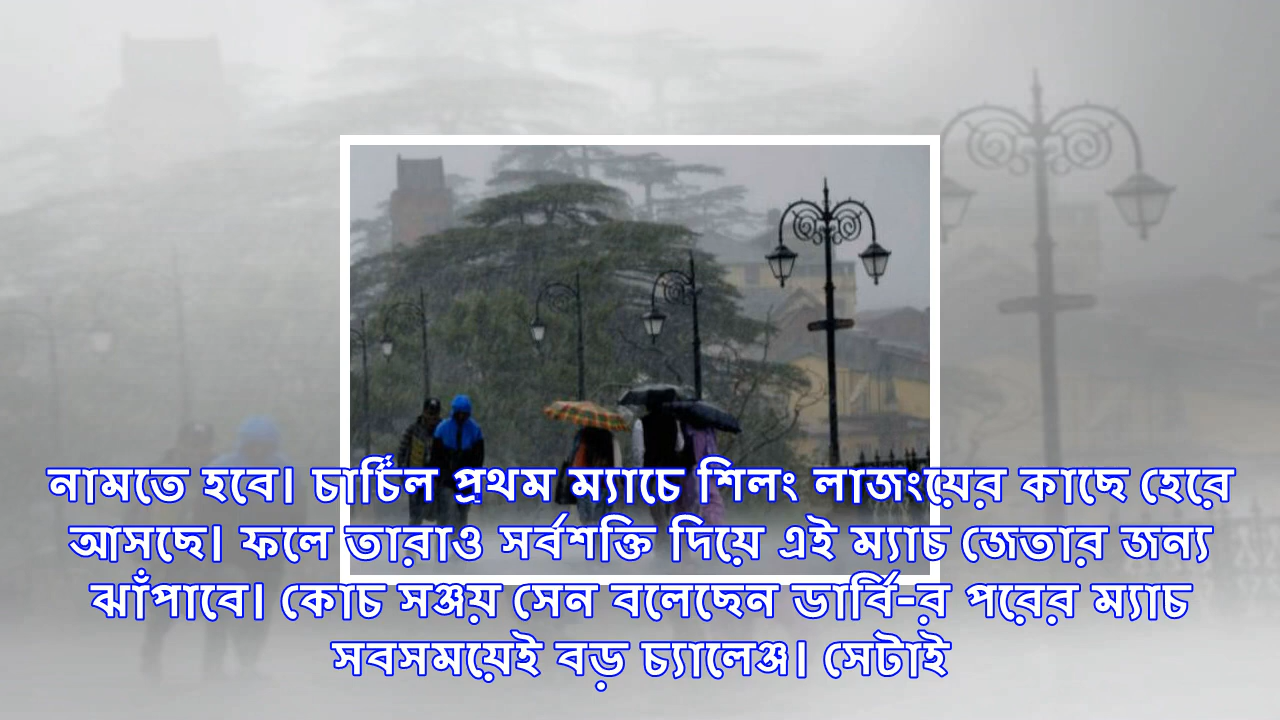 নামতে হবে। চার্চিল প্রথম ম্যাচে শিলং লাজংয়ের কাছে হেরে
আসছে। ফলে তারাও সর্বশক্তি দিয়ে এই ম্যাচ জেতার জন্য
ঝাঁপাবে। কোচ সঞ্জয় সেন বলেছেন ডার্বি-র পরের ম্যাচ
সবসময়েই বড় চ্যালেঞ্জ। সেটাই